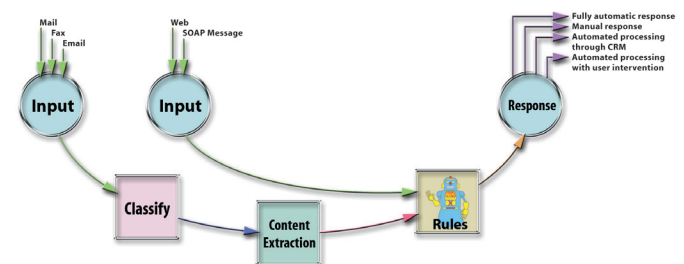 Mail
Fax
Email
Web
SOAP Message
Fully automatic response
Manual response
Automated processing
through CRM
Automated processing
with user intervention
Input
Input
Response
Classify
Content
Extraction
Rules